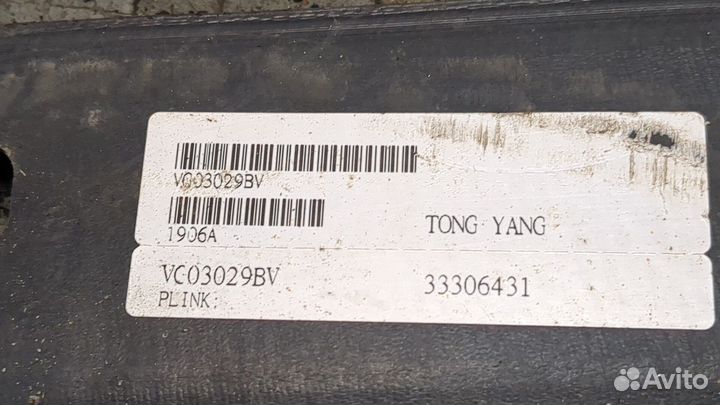 VC03029BV
1906A
TONG YANG
VC03029BV
33306431
PLINK:
Avito